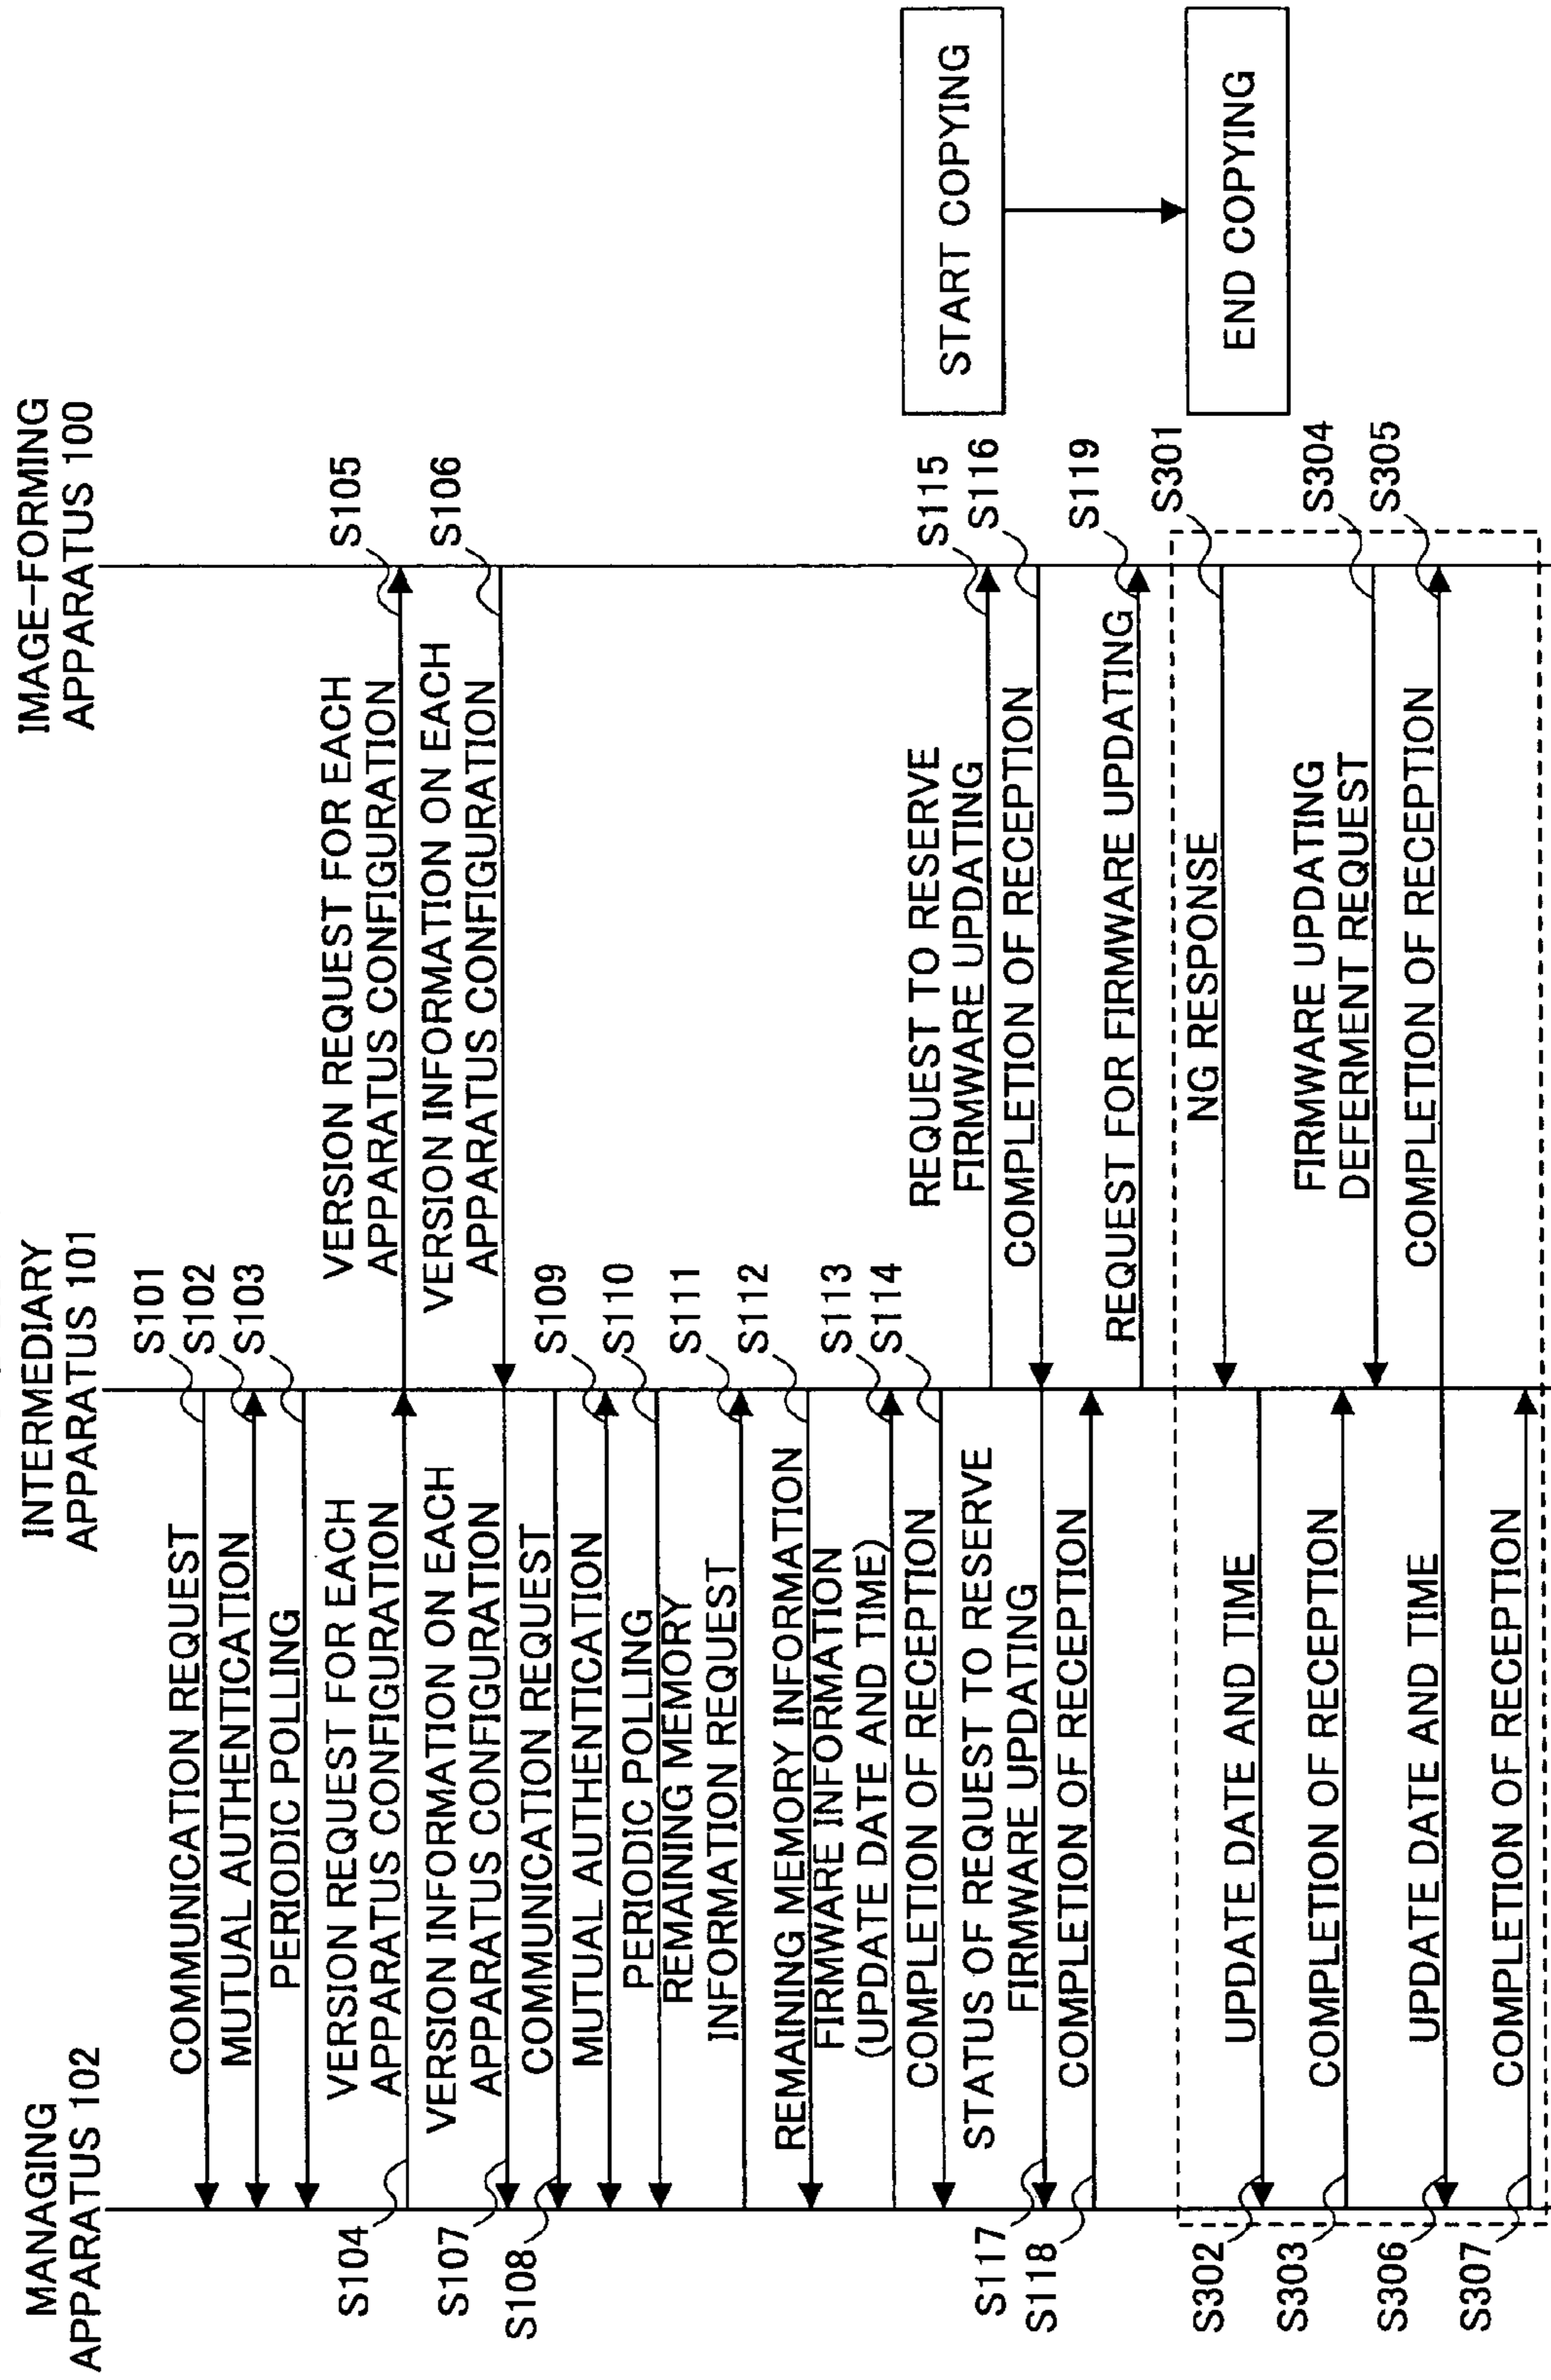 MANAGING
APPARATUS 102
INTERMEDIARY
APPARATUS 101
IMAGE-FORMING
APPARATUS 100
COMMUNICATION REQUEST
S101
MUTUAL AUTHENTICATION
S102
PERIODIC POLLING
S103
S104
VERSION REQUEST FOR EACH
APPARATUS CONFIGURATION
VERSION REQUEST FOR EACH
APPARATUS CONFIGURATION
S105
S107
VERSION INFORMATION ON EACH
APPARATUS CONFIGURATION
VERSION INFORMATION ON EACH
APPARATUS CONFIGURATION
S106
S108
COMMUNICATION REQUEST
MUTUAL AUTHENTICATION
S109
PERIODIC POLLING
S110
REMAINING MEMORY
INFORMATION REQUEST
S111
REMAINING MEMORY INFORMATION
S112
FIRMWARE INFORMATION
(UPDATE DATE AND TIME)
S113
COMPLETION OF RECEPTION
S114
REQUEST TO RESERVE
FIRMWARE UPDATING
S115
START COPYING
S117
STATUS OF REQUEST TO RESERVE
FIRMWARE UPDATING
COMPLETION OF RECEPTION
S116
S118
COMPLETION OF RECEPTION
REQUEST FOR FIRMWARE UPDATING
S119
NG RESPONSE
S301
END COPYING
S302
UPDATE DATE AND TIME
S303
COMPLETION OF RECEPTION
FIRMWARE UPDATING
DEFERMENT REQUEST
S304
S306
UPDATE DATE AND TIME
COMPLETION OF RECEPTION
S305
S307
COMPLETION OF RECEPTION